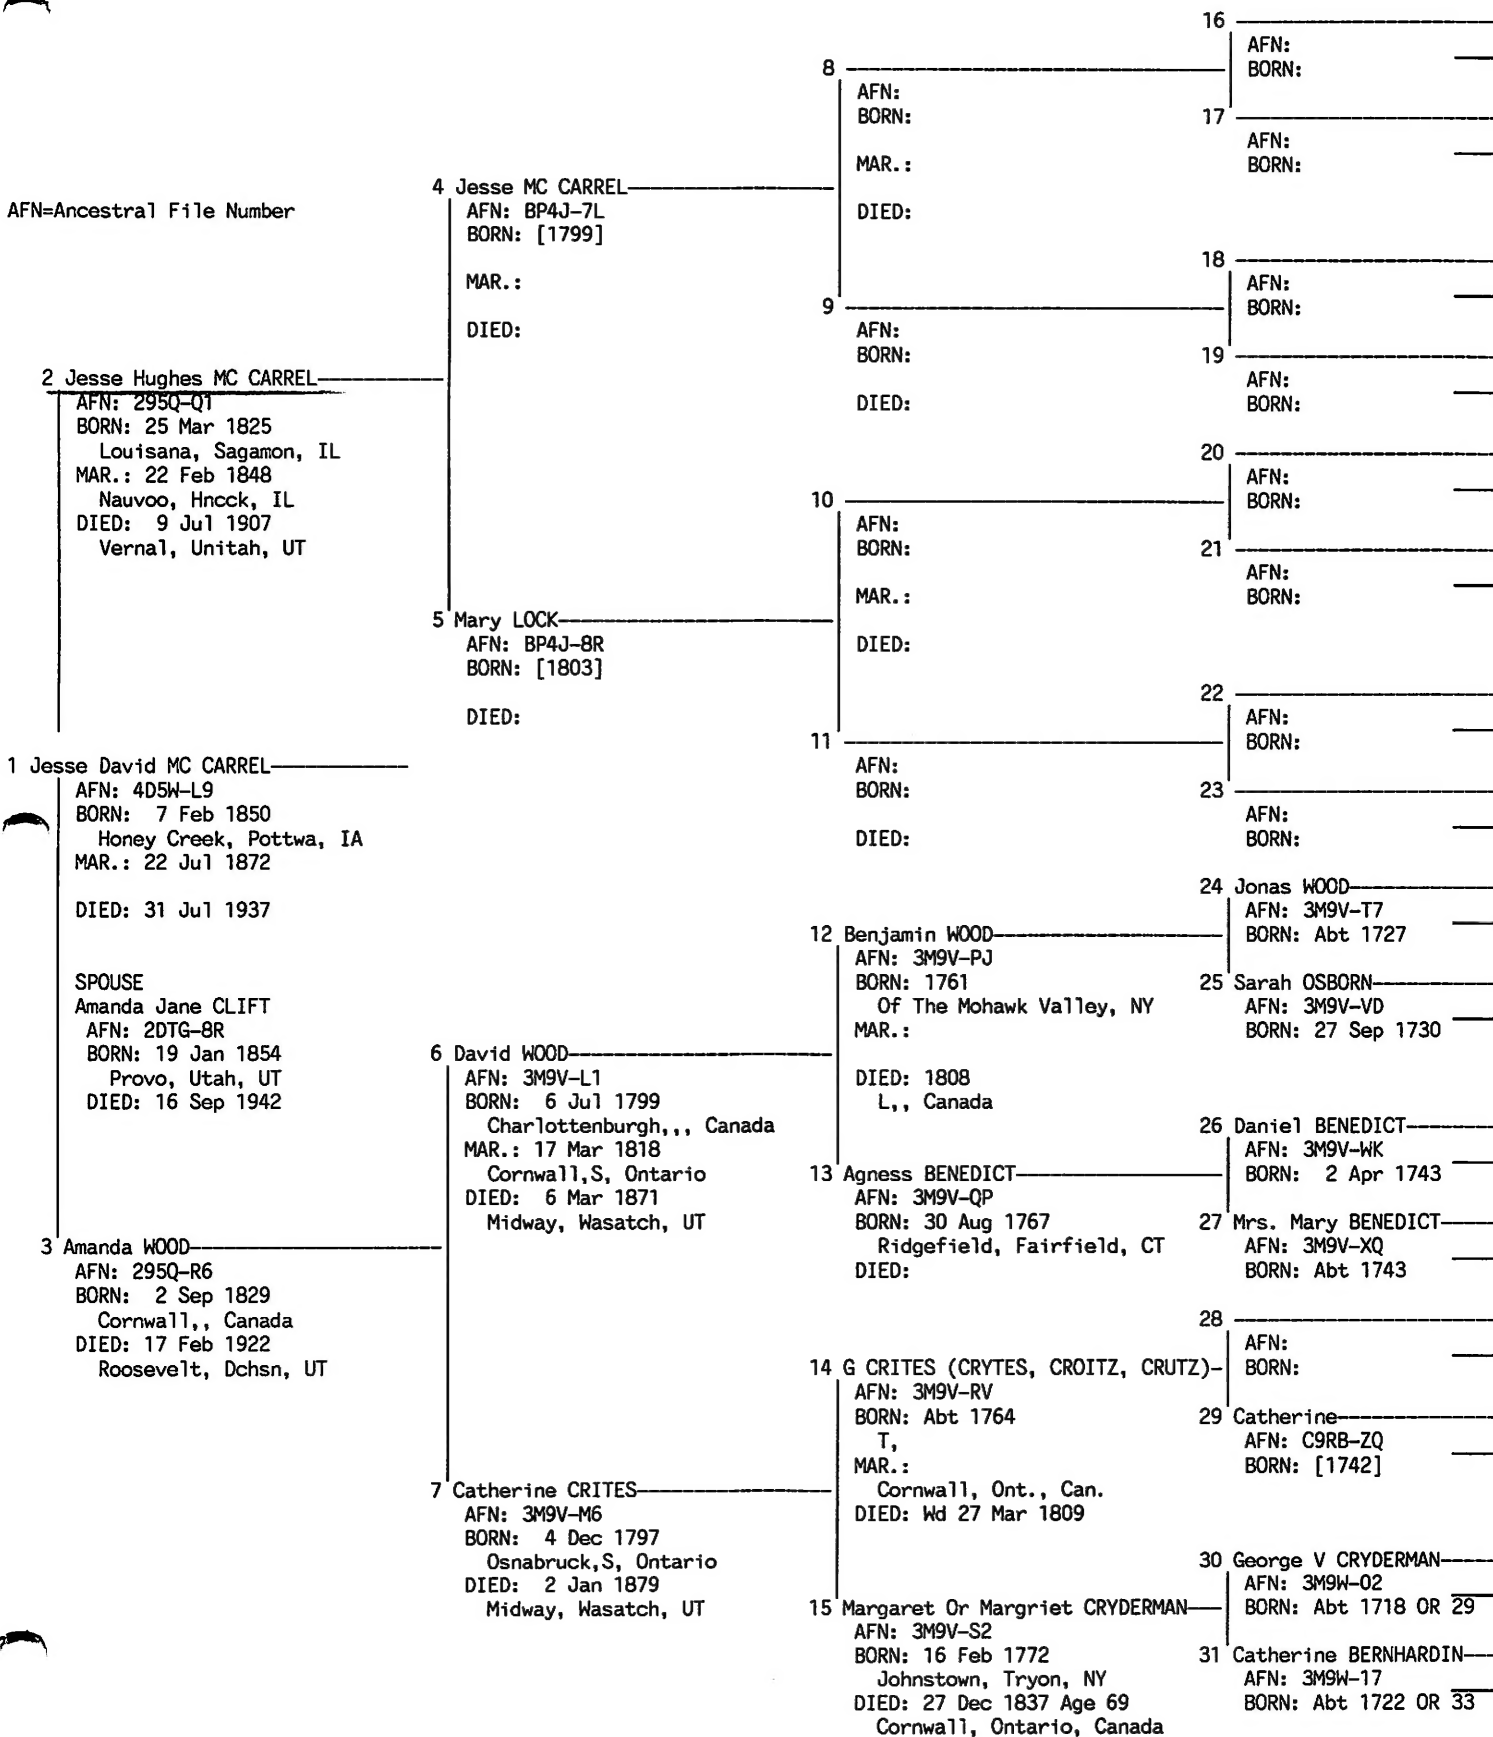 AFN=Ancestral File Number
1 Jesse David MC CARREL
AFN: 4D5W-L9
BORN: 7 Feb 1850
Honey Creek, Pottwa, IA
MAR.: 22 Jul 1872
DIED: 31 Jul 1937
SPOUSE
Amanda Jane CLIFT
AFN: 2DTG-8R
BORN: 19 Jan 1854
Provo, Utah, UT
DIED: 16 Sep 1942
2 Jesse Hughes MC CARREL
AFN: 295Q-Q1
BORN: 25 Mar 1825
Louisana, Sagamon, IL
MAR.: 22 Feb 1848
Nauvoo, Hncck, IL
DIED: 9 Jul 1907
Vernal, Unitah, UT
3 Amanda WOOD
AFN: 295Q-R6
BORN: 2 Sep 1829
Cornwall,, Canada
DIED: 17 Feb 1922
Roosevelt, Dchsn, UT
4 Jesse MC CARREL
AFN: BP4J-7L
BORN: [1799]
MAR.:
DIED:
5 Mary LOCK
AFN: BP4J-8R
BORN: [1803]
DIED:
6 David WOOD
AFN: 3M9V-L1
BORN: 6 Jul 1799
Charlottenburgh,,, Canada
MAR.: 17 Mar 1818
Cornwall,S, Ontario
DIED: 6 Mar 1871
Midway, Wasatch, UT
7 Catherine CRITES
AFN: 3M9V-M6
BORN: 4 Dec 1797
Osnabruck,S, Ontario
DIED: 2 Jan 1879
Midway, Wasatch, UT
8
AFN:
BORN:
MAR.:
DIED:
9
AFN:
BORN:
DIED:
10
AFN:
BORN:
MAR.:
DIED:
11
AFN:
BORN:
DIED:
12 Benjamin WOOD
AFN: 3M9V-PJ
BORN: 1761
Of The Mohawk Valley, NY
MAR.:
DIED: 1808
L,, Canada
13 Agness BENEDICT
AFN: 3M9V-QP
BORN: 30 Aug 1767
Ridgefield, Fairfield, CT
DIED:
14 G CRITES (CRYTES, CROITZ, CRUTZ)
AFN: 3M9V-RV
BORN: Abt 1764
T,
MAR.:
Cornwall, Ont., Can.
DIED: Wd 27 Mar 1809
15 Margaret Or Margriet CRYDERMAN
AFN: 3M9V-S2
BORN: 16 Feb 1772
Johnstown, Tryon, NY
DIED: 27 Dec 1837 Age 69
Cornwall, Ontario, Canada
16
AFN:
BORN:
17
AFN:
BORN:
18
AFN:
BORN:
19
AFN:
BORN:
20
AFN:
BORN:
21
AFN:
BORN:
22
AFN:
BORN:
23
AFN:
BORN:
24 Jonas WOOD
AFN: 3M9V-T7
BORN: Abt 1727
25 Sarah OSBORN
AFN: 3M9V-VD
BORN: 27 Sep 1730
26 Daniel BENEDICT
AFN: 3M9V-WK
BORN: 2 Apr 1743
27 Mrs. Mary BENEDICT
AFN: 3M9V-XQ
BORN: Abt 1743
28
AFN:
BORN:
29 Catherine
AFN: C9RB-ZQ
BORN: [1742]
30 George V CRYDERMAN
AFN: 3M9W-02
BORN: Abt 1718 OR 29
31 Catherine BERNHARDIN
AFN: 3M9W-17
BORN: Abt 1722 OR 33